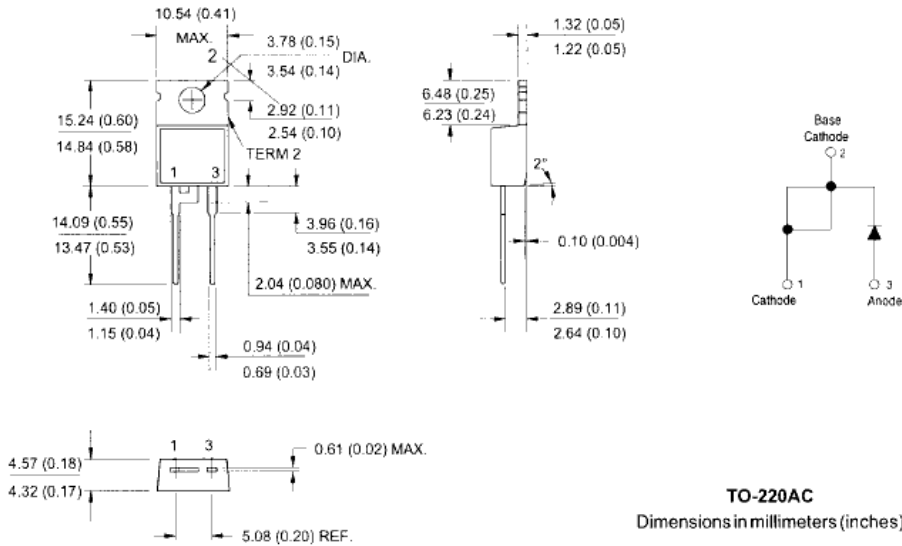 10.54 (0.41)
MAX.
2
3.78 (0.15)
DIA.
3.54 (0.14)
15.24 (0.60)
14.84 (0.58)
2.92 (0.11)
2.54 (0.10)
TERM 2
1 3
14.09 (0.55)
13.47 (0.53)
3.96 (0.16)
3.55 (0.14)
2.04 (0.080) MAX.
1.40 (0.05)
1.15 (0.04)
0.94 (0.04)
0.69 (0.03)
1.32 (0.05)
1.22 (0.05)
6.48 (0.25)
6.23 (0.24)
2°
0.10 (0.004)
2.89 (0.11)
2.64 (0.10)
Base
Cathode
2
1 3
Cathode Anode
4.57 (0.18)
4.32 (0.17)
1 3
0.61 (0.02) MAX.
5.08 (0.20) REF.
TO-220AC
Dimensions in millimeters (inches)